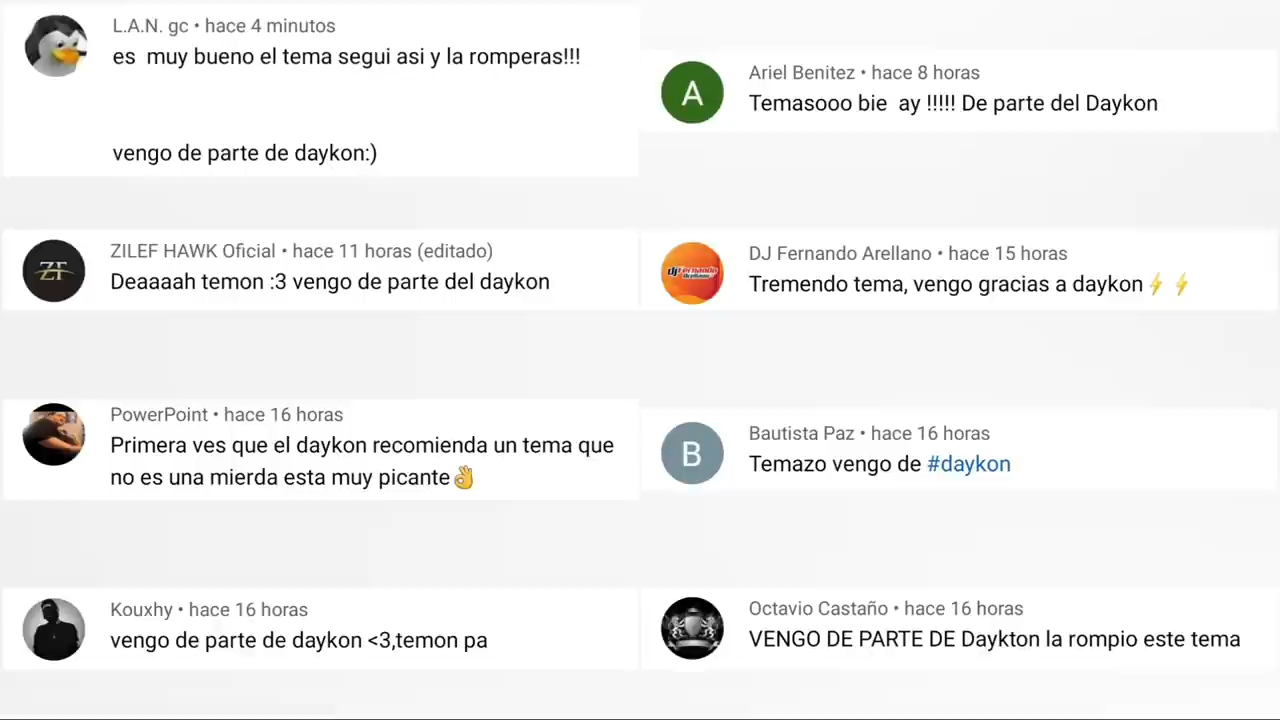 L.A.N. gc • hace 4 minutos
es  muy bueno el tema segui asi y la romperas!!!
vengo de parte de daykon:)
Ariel Benitez • hace 8 horas
Temasooo bie  ay !!!!! De parte del Daykon
ZF
ZILEF HAWK Oficial • hace 11 horas (editado)
Deaaaah temon :3 vengo de parte del daykon
dj Fernando
DJ Fernando Arellano • hace 15 horas
Tremendo tema, vengo gracias a daykon⚡ ⚡
PowerPoint • hace 16 horas
Primera ves que el daykon recomienda un tema que
no es una mierda esta muy picante👌
B
Bautista Paz • hace 16 horas
Temazo vengo de #daykon
Kouxhy • hace 16 horas
vengo de parte de daykon <3,temon pa
Octavio Castaño • hace 16 horas
VENGO DE PARTE DE Daykton la rompio este tema
A